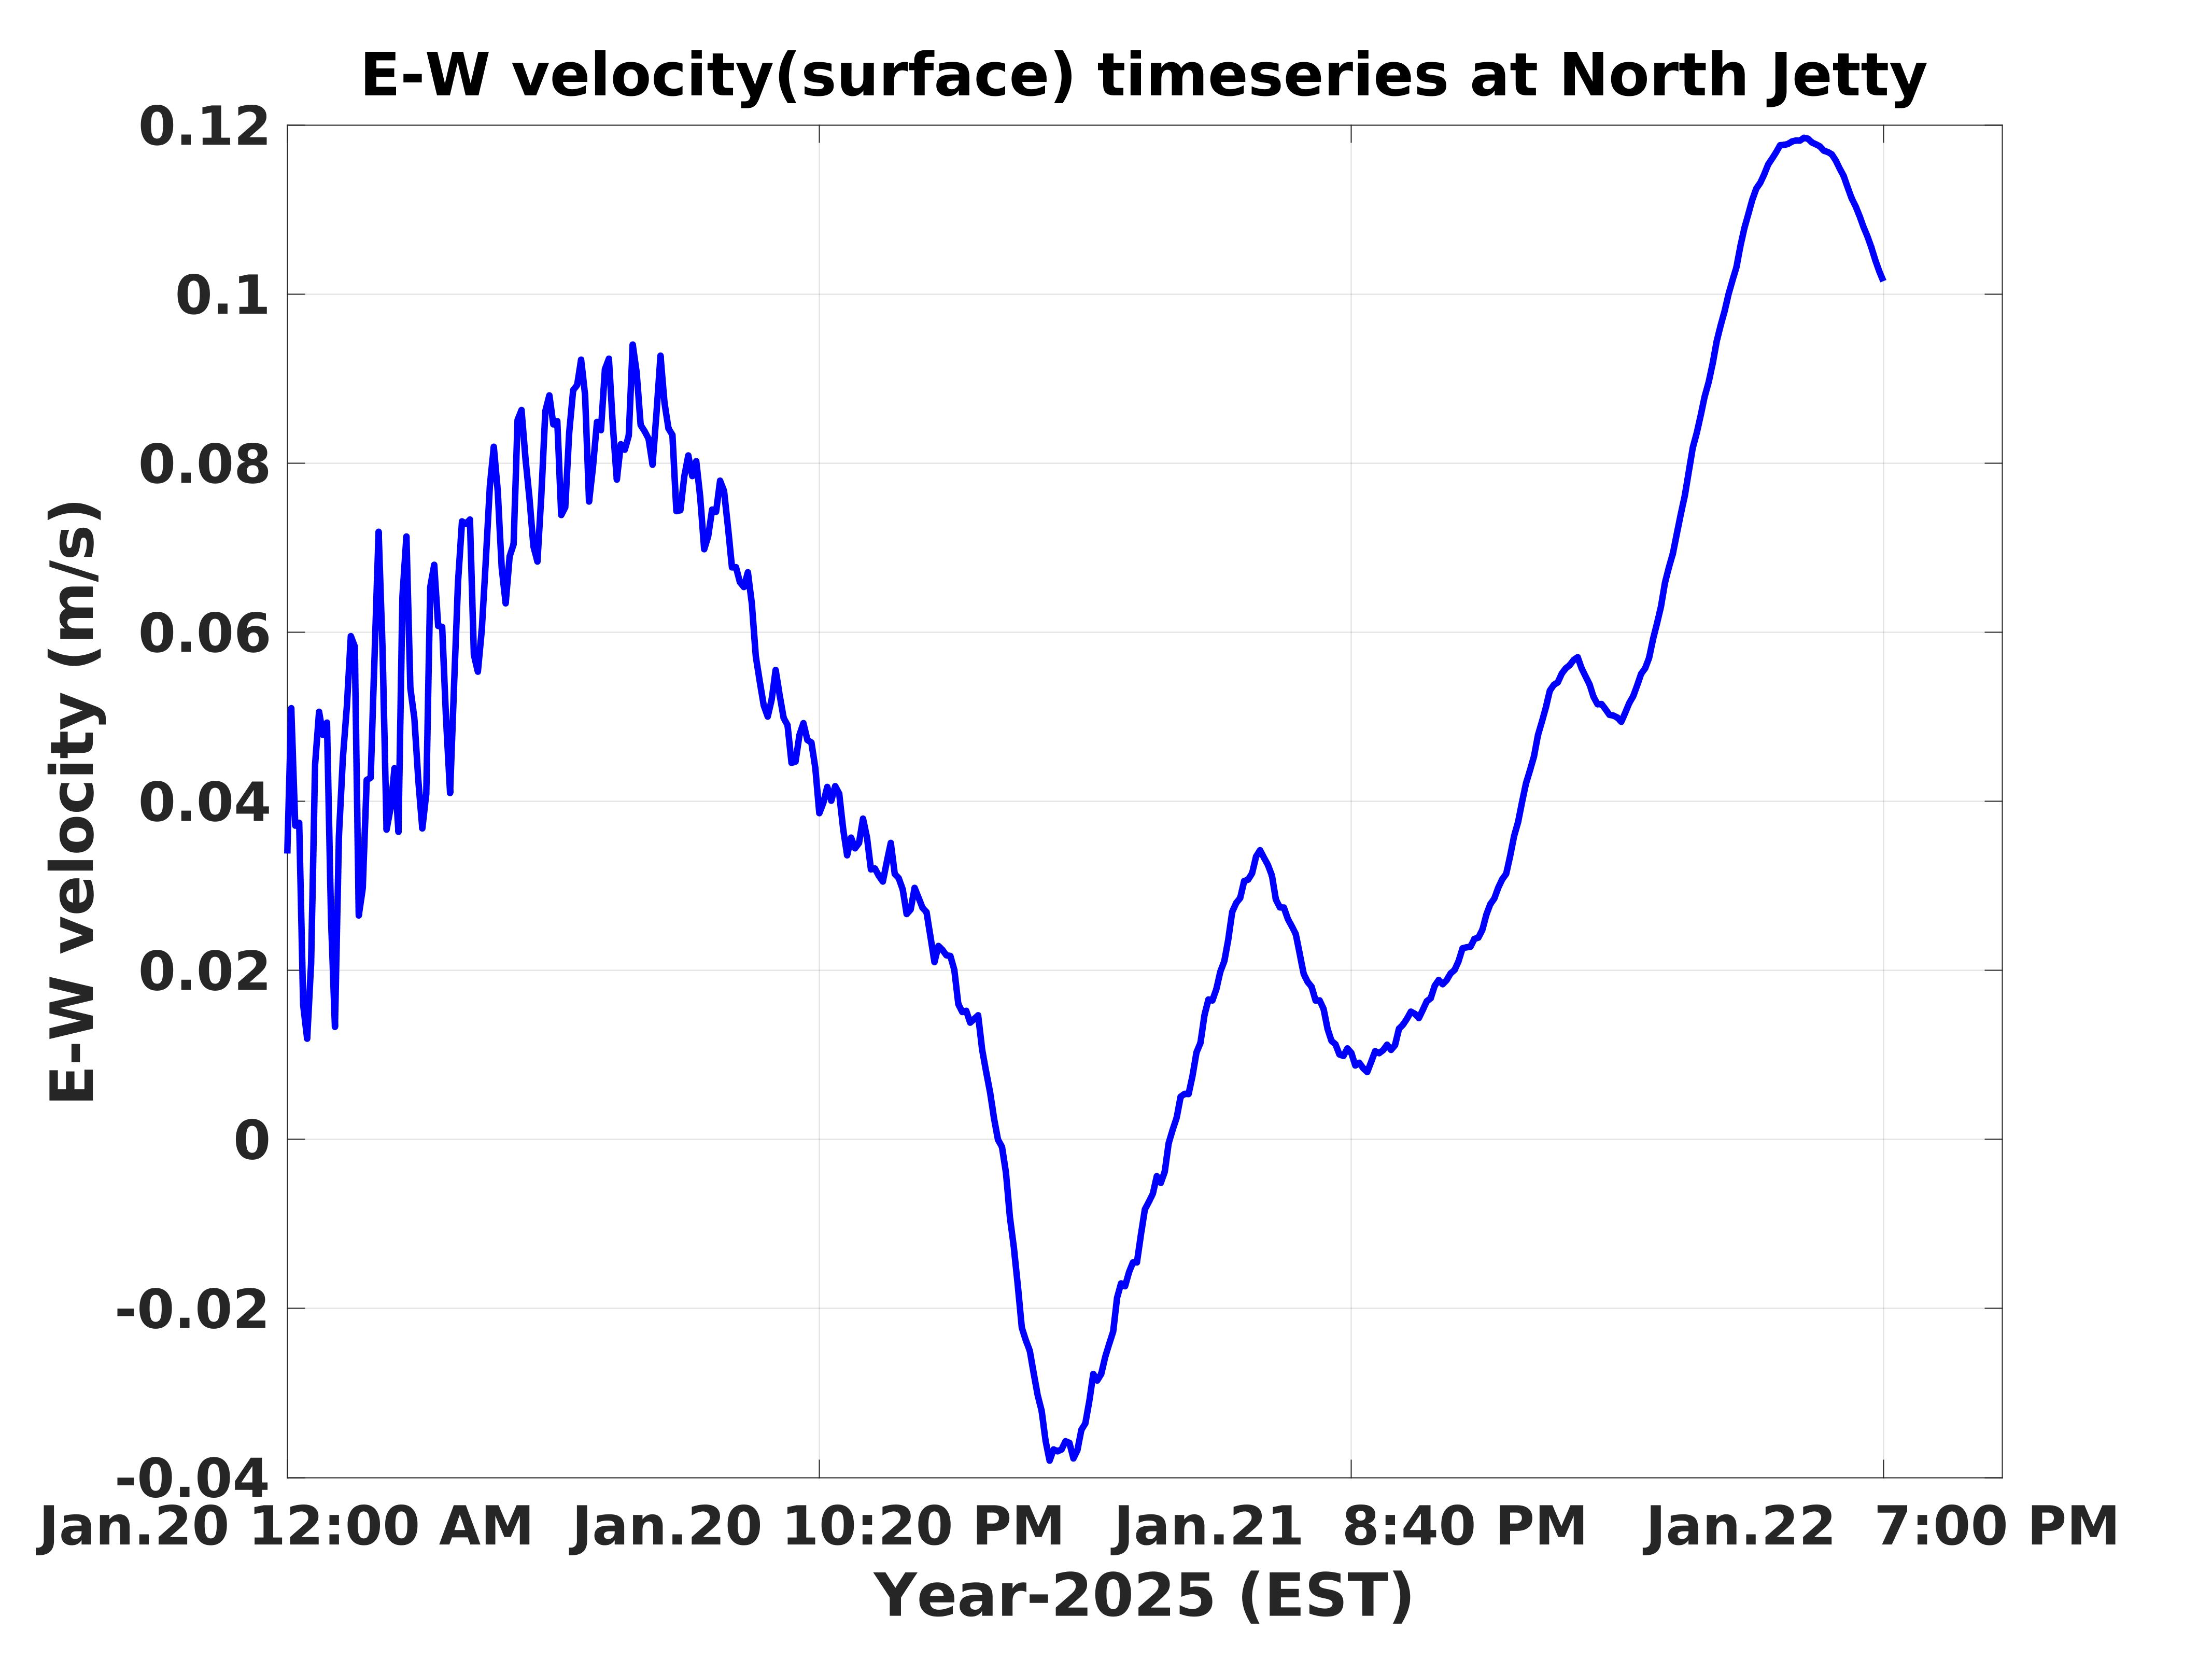 E-W velocity(surface) timeseries at North Jetty
0.12
0.1
0.08
0.06
0.04
0.02
0
-0.02
-0.04
E-W velocity (m/s)
Jan.20 12:00 AM Jan.20 10:20 PM Jan.21 8:40 PM Jan.22 7:00 PM
Year-2025 (EST)